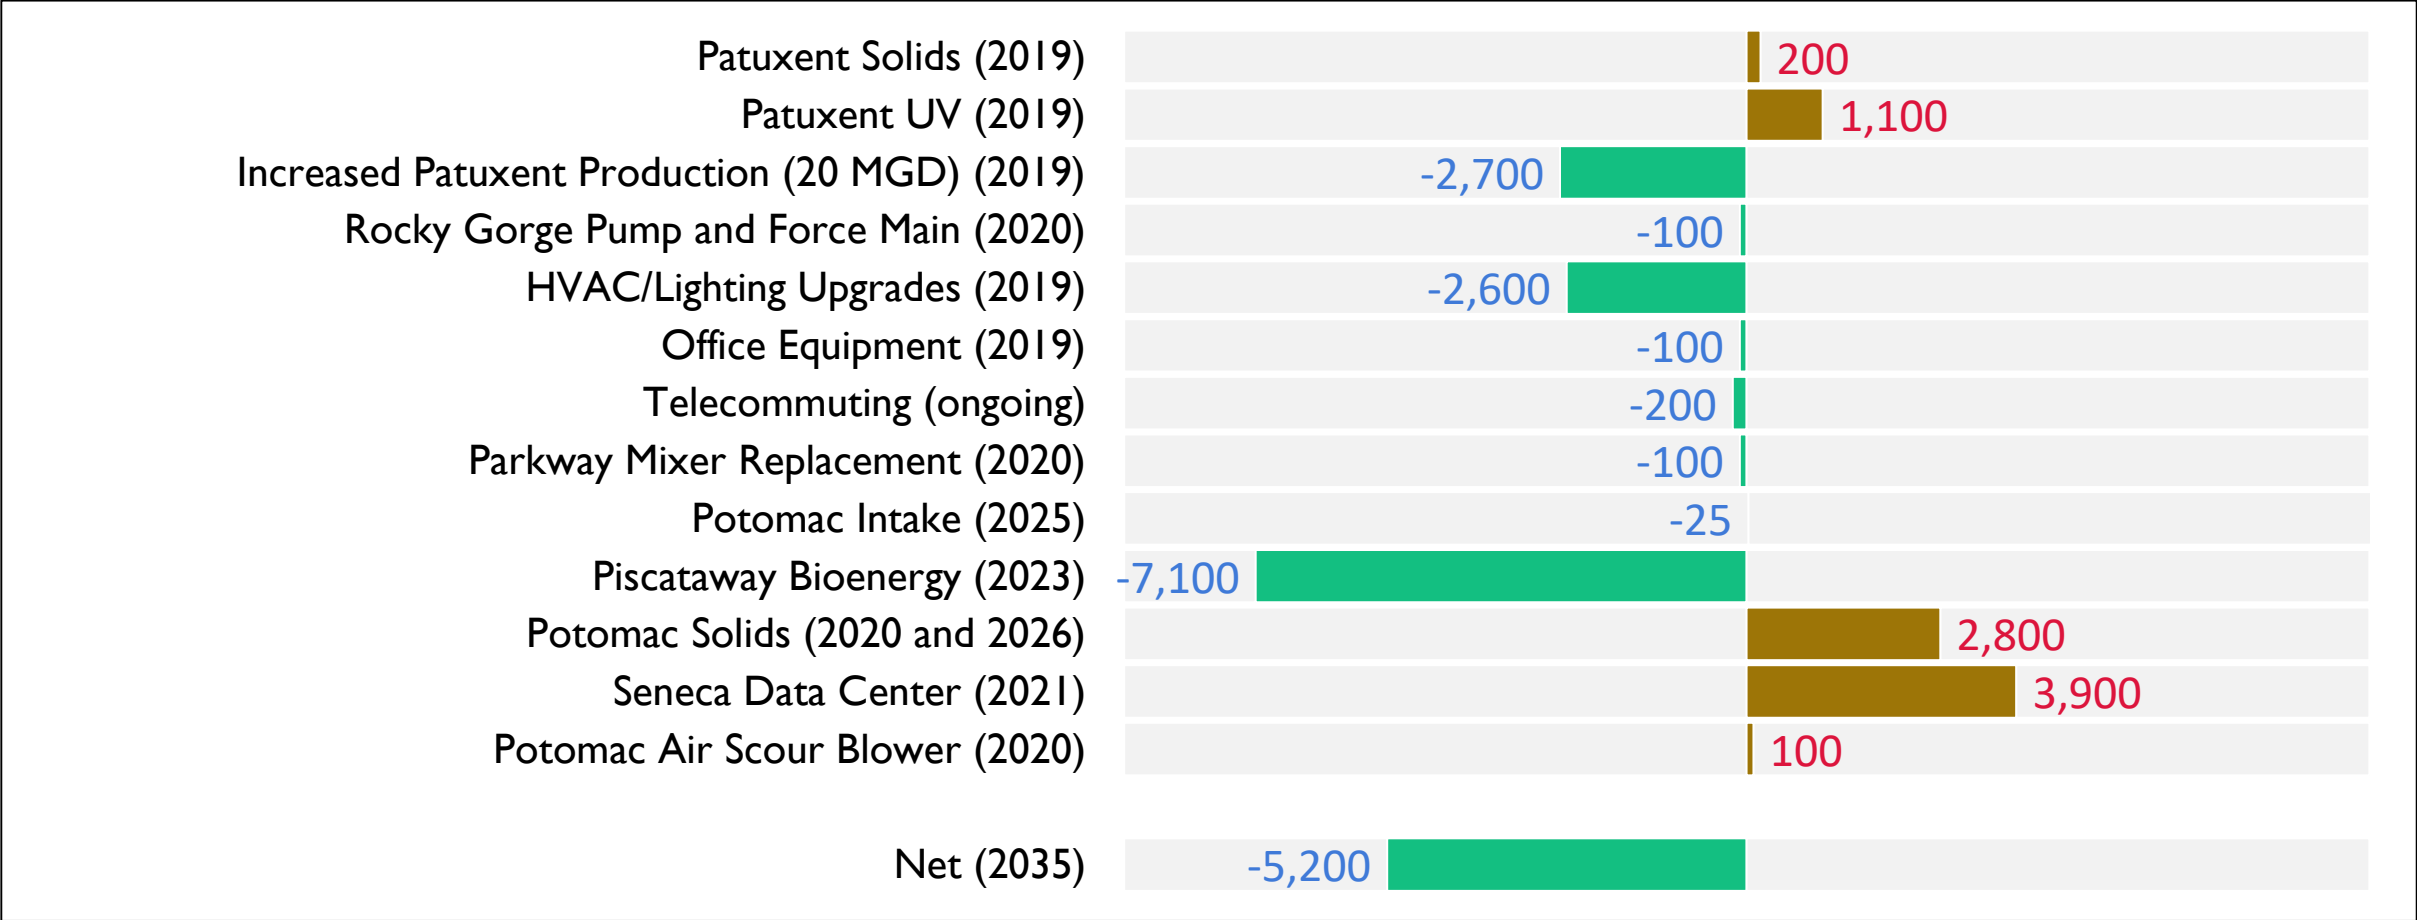 Patuxent Solids (2019) 200
Patuxent UV (2019) 1,100
Increased Patuxent Production (20 MGD) (2019) -2,700
Rocky Gorge Pump and Force Main (2020) -100
HVAC/Lighting Upgrades (2019) -2,600
Office Equipment (2019) -100
Telecommuting (ongoing) -200
Parkway Mixer Replacement (2020) -100
Potomac Intake (2025) -25
Piscataway Bioenergy (2023) -7,100
Potomac Solids (2020 and 2026) 2,800
Seneca Data Center (2021) 3,900
Potomac Air Scour Blower (2020) 100
Net (2035) -5,200